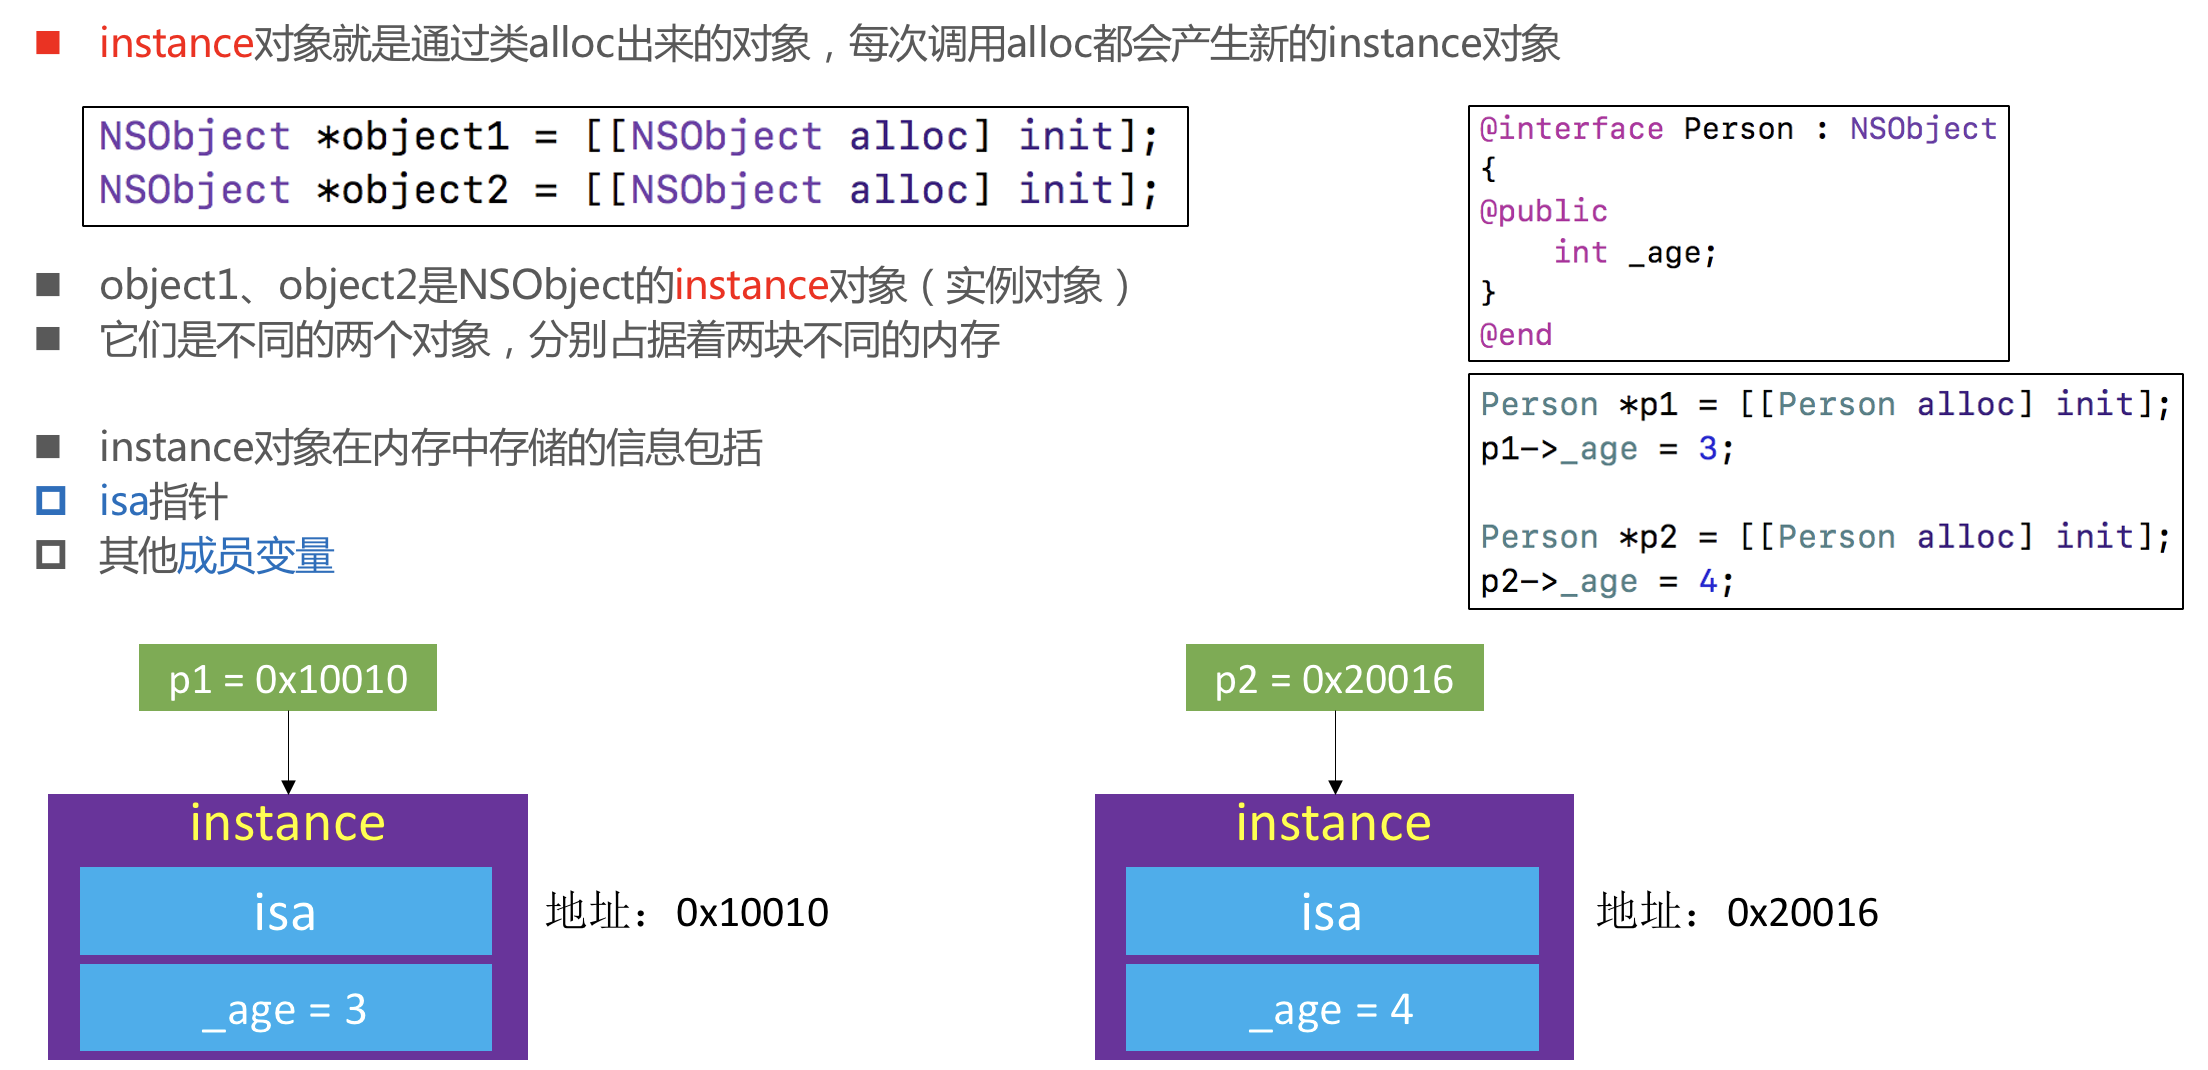 instance对象就是通过类alloc出来的对象，每次调用alloc都会产生新的instance对象
NSObject *object1 = [[NSObject alloc] init];
NSObject *object2 = [[NSObject alloc] init];
object1、object2是NSObject的instance对象（实例对象）
它们是不同的两个对象，分别占据着两块不同的内存
instance对象在内存中存储的信息包括
isa指针
其他成员变量
@interface Person : NSObject
{
@public
    int _age;
}
@end
Person *p1 = [[Person alloc] init];
p1->_age = 3;
Person *p2 = [[Person alloc] init];
p2->_age = 4;
p1 = 0x10010
instance
isa
地址：0x10010
_age = 3
p2 = 0x20016
instance
isa
地址：0x20016
_age = 4